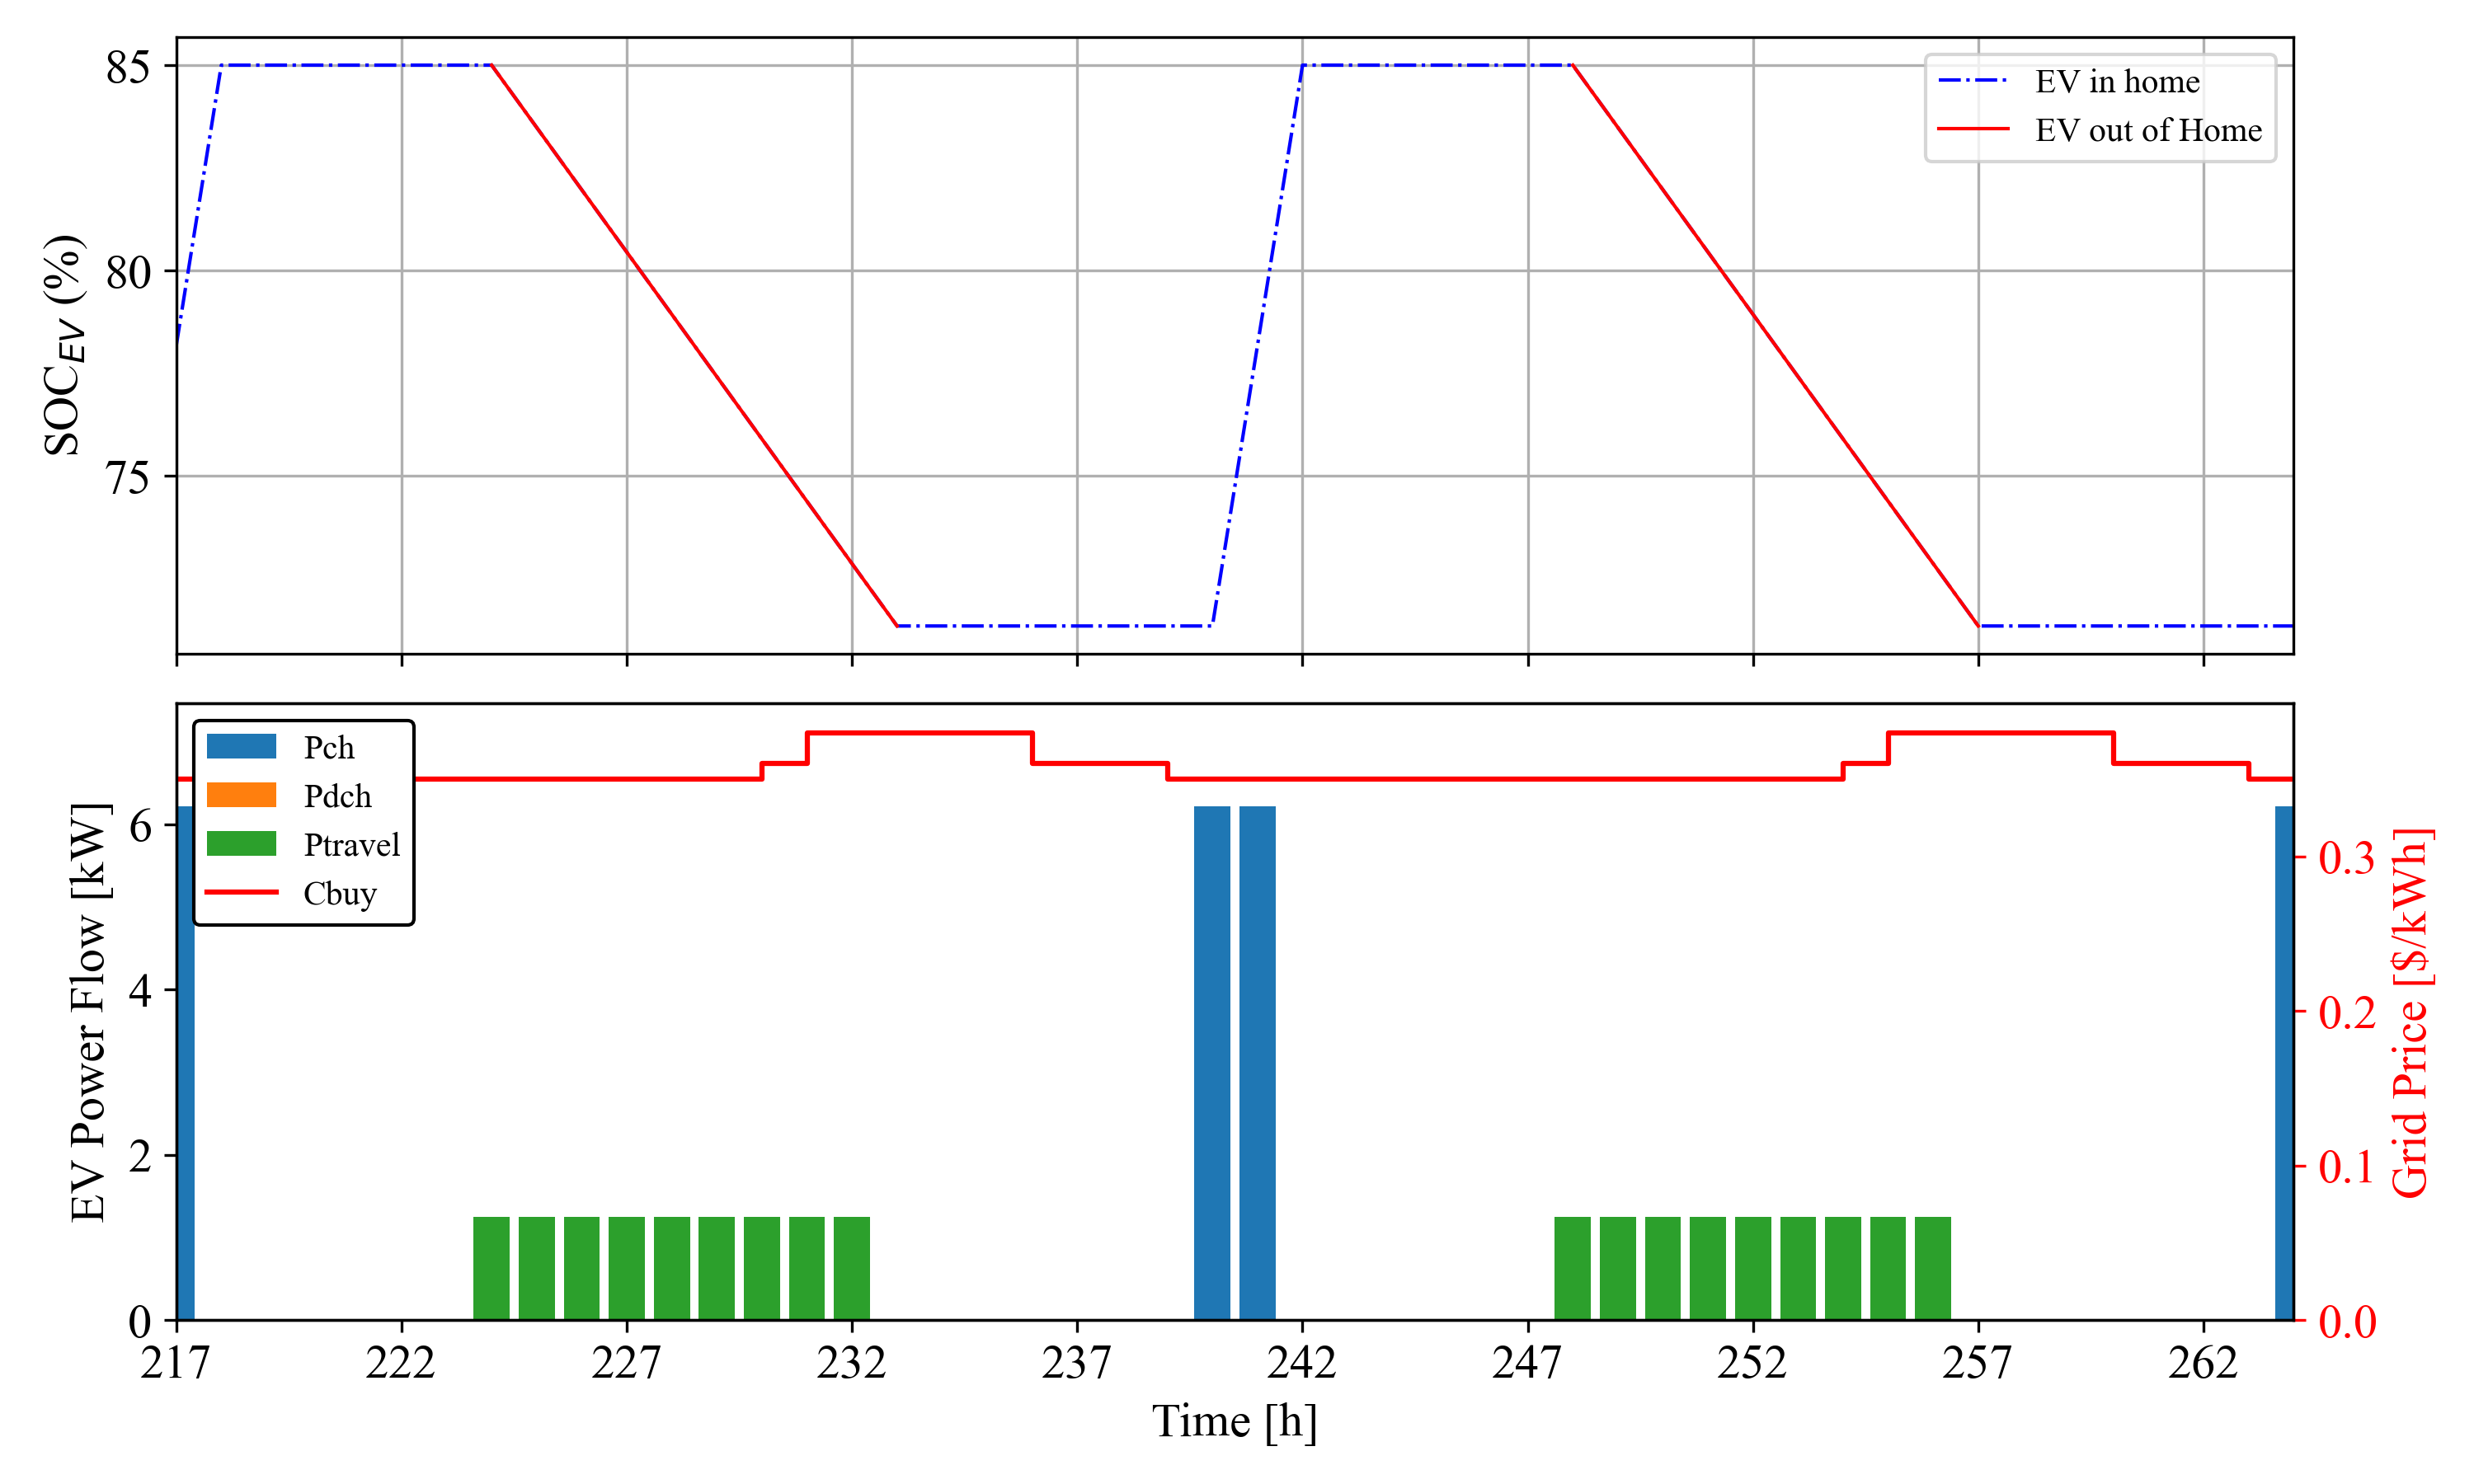 85
80
75
SOC_EV (%)
EV in home
EV out of Home
6
4
2
0
EV Power Flow [kW]
Pch
Pdch
Ptravel
Cbuy
0.3
0.2
0.1
0.0
Grid Price [$/kWh]
217 222 227 232 237 242 247 252 257 262
Time [h]